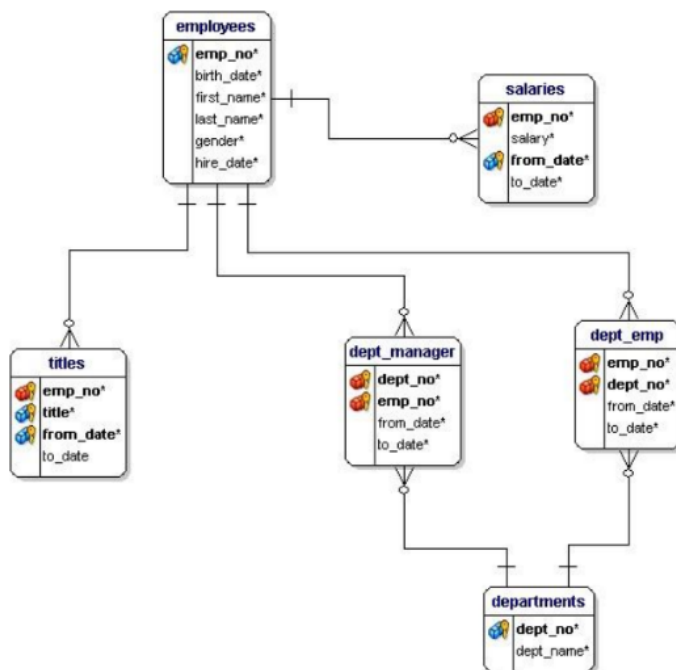 employees
emp_no*
birth_date*
first_name*
last_name*
gender*
hire_date*
salaries
emp_no*
salary*
from_date*
to_date*
titles
emp_no*
title*
from_date*
to_date
dept_manager
dept_no*
emp_no*
from_date*
to_date*
dept_emp
emp_no*
dept_no*
from_date*
to_date*
departments
dept_no*
dept_name*